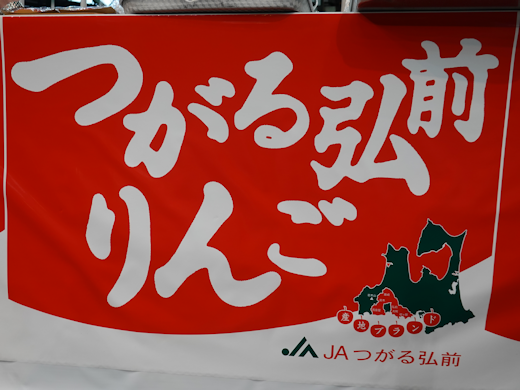 つがる弘前
りんご
産地ブランド
JAつがる弘前